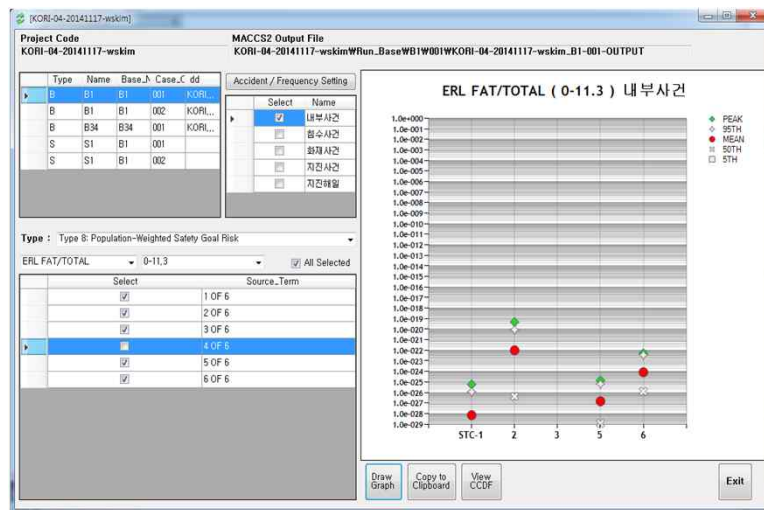 [KORI-04-20141117-wskim]
Project Code
KORI-04-20141117-wskim
MACCS2 Output File
KORI-04-20141117-wskim₩Run_Base₩B1₩001₩KORI-04-20141117-wskim_B1-001-OUTPUT
Type Name Base_N Case_C dd
B B1 B1 001 KORI,,,
B B1 B1 002 KORI,,,
B B34 B34 001 KORI,,,
S S1 B1 001
S S1 B1 002
Accident / Frequency Setting
Select Name
내부사건
침수사건
화재사건
지진사건
지진해일
Type : Type 8: Population-Weighted Safety Goal Risk
ERL FAT/TOTAL 0-11,3 All Selected
Select Source_Term
1 OF 6
2 OF 6
3 OF 6
4 OF 6
5 OF 6
6 OF 6
ERL FAT/TOTAL ( 0-11.3 ) 내부사건
1.0e+000
1.0e-001
1.0e-002
1.0e-003
1.0e-004
1.0e-005
1.0e-006
1.0e-007
1.0e-008
1.0e-009
1.0e-010
1.0e-011
1.0e-012
1.0e-013
1.0e-014
1.0e-015
1.0e-016
1.0e-017
1.0e-018
1.0e-019
1.0e-020
1.0e-021
1.0e-022
1.0e-023
1.0e-024
1.0e-025
1.0e-026
1.0e-027
1.0e-028
1.0e-029
STC-1 2 3 5 6
PEAK
95TH
MEAN
50TH
5TH
Draw Graph
Copy to Clipboard
View CCDF
Exit